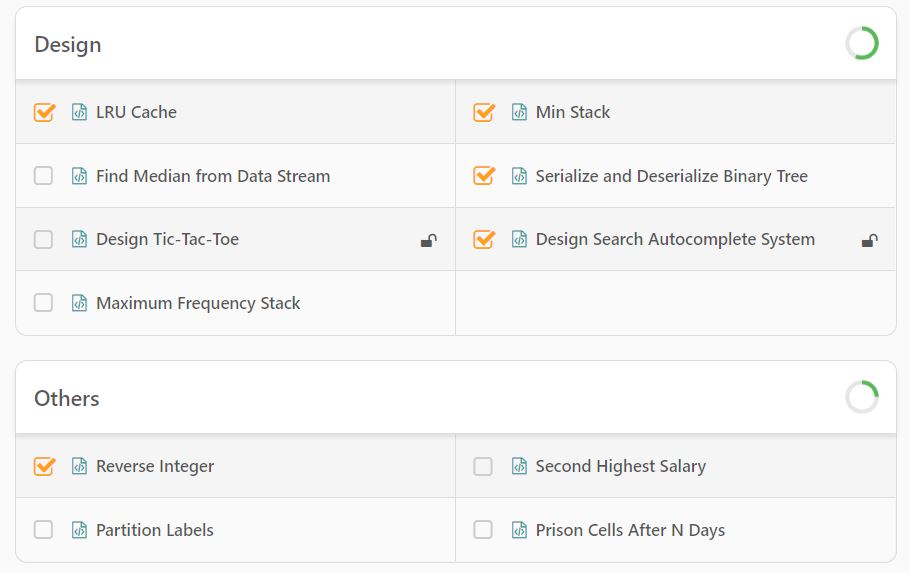 Design
LRU Cache
Min Stack
Find Median from Data Stream
Serialize and Deserialize Binary Tree
Design Tic-Tac-Toe
Design Search Autocomplete System
Maximum Frequency Stack
Others
Reverse Integer
Second Highest Salary
Partition Labels
Prison Cells After N Days